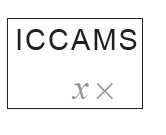 ICCAMS
x ×